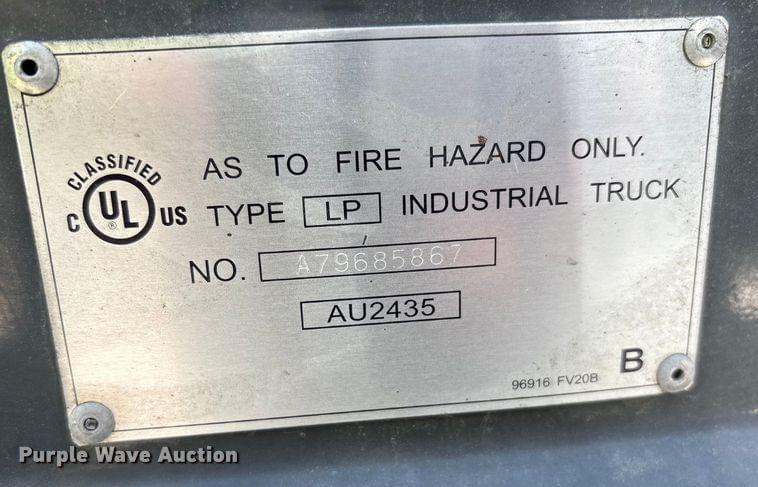 CLASSIFIED
C UL US
®
AS TO FIRE HAZARD ONLY.
TYPE LP INDUSTRIAL TRUCK
NO. A79685867
AU2435
96916 FV20B B
Purple Wave Auction